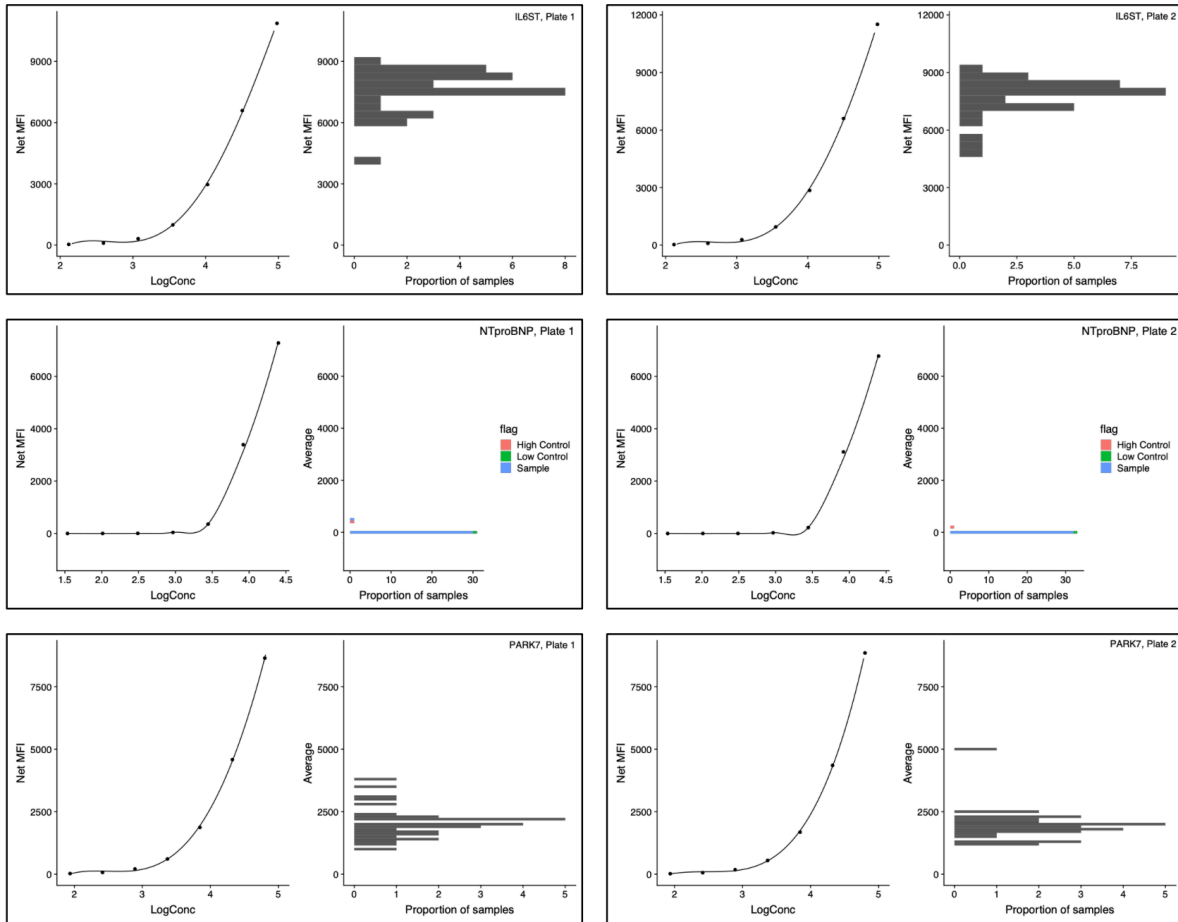 IL6ST, Plate 1
9000
6000
3000
0
Net MFI
2 3 4 5
LogConc
9000
6000
3000
0
Net MFI
0 2 4 6 8
Proportion of samples
IL6ST, Plate 2
12000
9000
6000
3000
0
Net MFI
2 3 4 5
LogConc
12000
9000
6000
3000
0
Net MFI
0.0 2.5 5.0 7.5
Proportion of samples
NTproBNP, Plate 1
6000
4000
2000
0
Net MFI
1.5 2.0 2.5 3.0 3.5 4.0 4.5
LogConc
6000
4000
2000
0
Average
0 10 20 30
Proportion of samples
flag
High Control
Low Control
Sample
NTproBNP, Plate 2
6000
4000
2000
0
Net MFI
1.5 2.0 2.5 3.0 3.5 4.0 4.5
LogConc
6000
4000
2000
0
Average
0 10 20 30
Proportion of samples
flag
High Control
Low Control
Sample
PARK7, Plate 1
7500
5000
2500
0
Net MFI
2 3 4 5
LogConc
7500
5000
2500
0
Average
0 1 2 3 4 5
Proportion of samples
PARK7, Plate 2
7500
5000
2500
0
Net MFI
2 3 4 5
LogConc
7500
5000
2500
0
Average
0 1 2 3 4 5
Proportion of samples